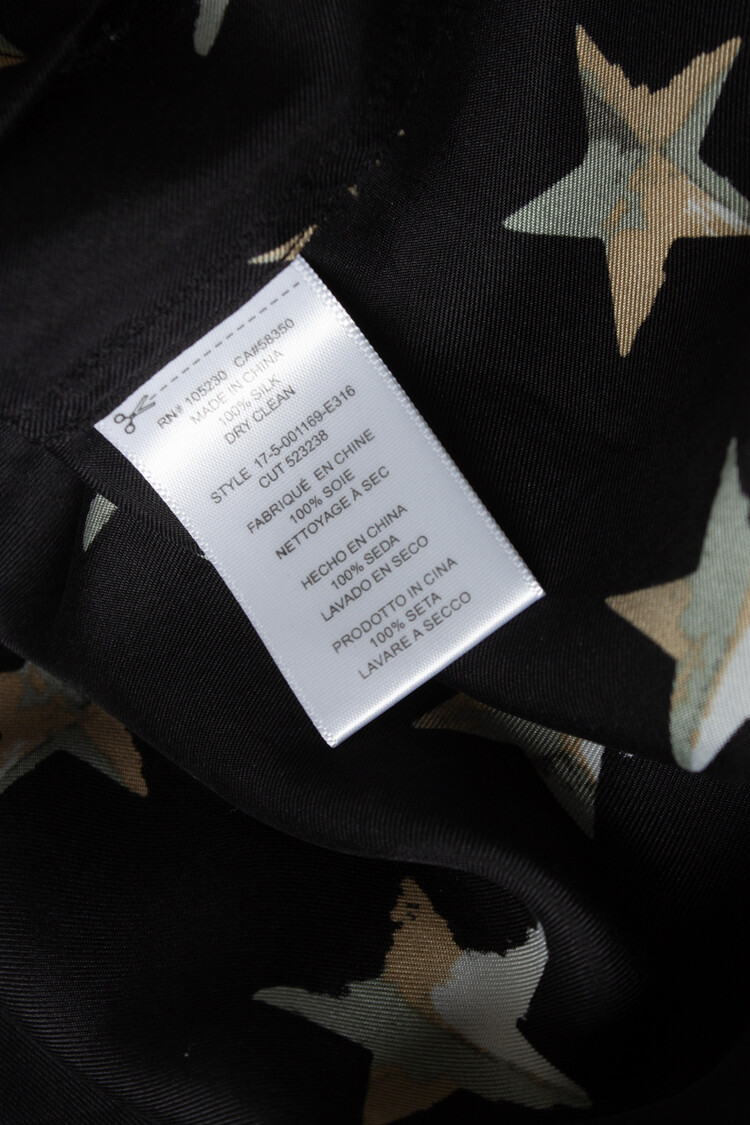 RN# 105230 CA#58350
MADE IN CHINA
100% SILK
DRY CLEAN
STYLE 17-5-001169-E316
CUT 523238
FABRIQUÉ EN CHINE
100% SOIE
NETTOYAGE À SEC
HECHO EN CHINA
100% SEDA
LAVADO EN SECO
PRODOTTO IN CINA
100% SETA
LAVARE A SECCO